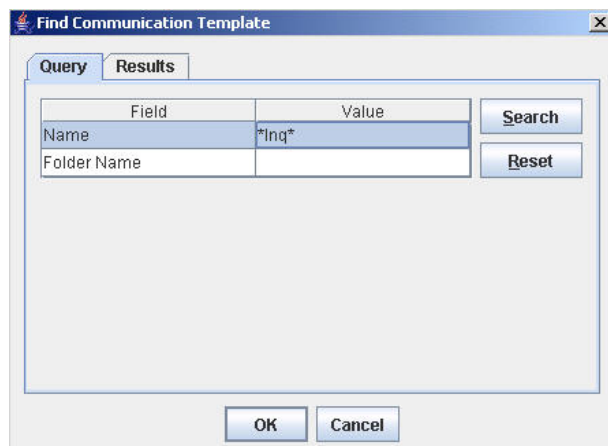 Find Communication Template
Query Results
Field Value
Search
Name *Inq*
Folder Name
Reset
OK Cancel